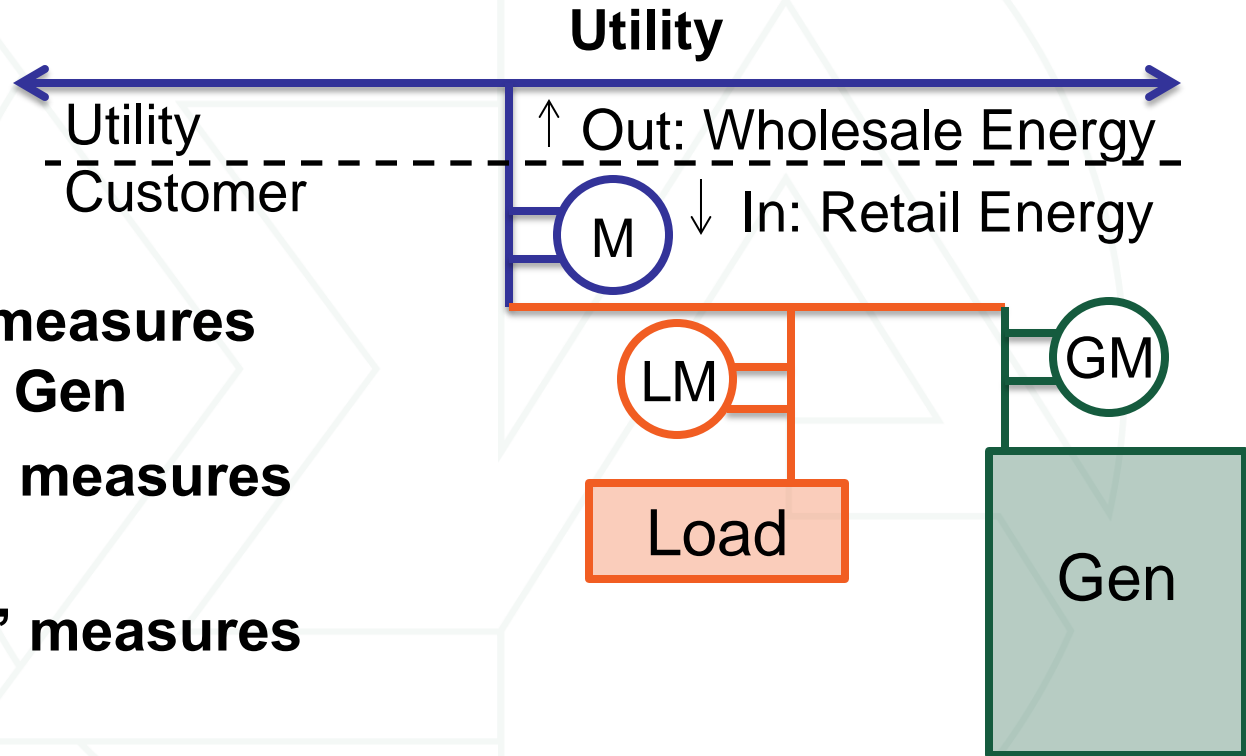 Utility
Utility
↑ Out: Wholesale Energy
Customer
↓ In: Retail Energy
M
measures
LM
GM
Gen
measures
Load
Gen
” measures